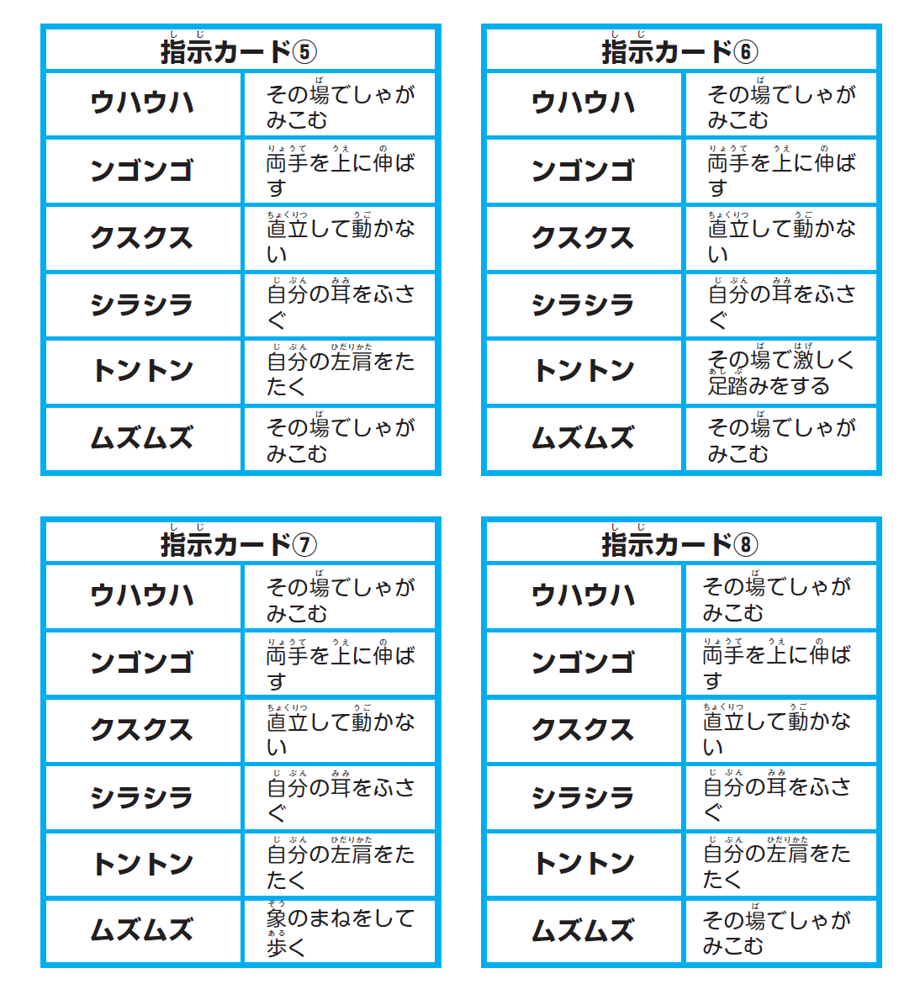 指示カード⑤
ウハウハ
その場でしゃが
みこむ
ンゴンゴ
両手を上に伸ば
す
クスクス
直立して動かな
い
シラシラ
自分の耳をふさ
ぐ
トントン
自分の左肩をた
たく
ムズムズ
その場でしゃが
みこむ
指示カード⑥
ウハウハ
その場でしゃが
みこむ
ンゴンゴ
両手を上に伸ば
す
クスクス
直立して動かな
い
シラシラ
自分の耳をふさ
ぐ
トントン
その場で激しく
足踏みをする
ムズムズ
その場でしゃが
みこむ
指示カード⑦
ウハウハ
その場でしゃが
みこむ
ンゴンゴ
両手を上に伸ば
す
クスクス
直立して動かな
い
シラシラ
自分の耳をふさ
ぐ
トントン
自分の左肩をた
たく
ムズムズ
象のまねをして
歩く
指示カード⑧
ウハウハ
その場でしゃが
みこむ
ンゴンゴ
両手を上に伸ば
す
クスクス
直立して動かな
い
シラシラ
自分の耳をふさ
ぐ
トントン
自分の左肩をた
たく
ムズムズ
その場でしゃが
みこむ